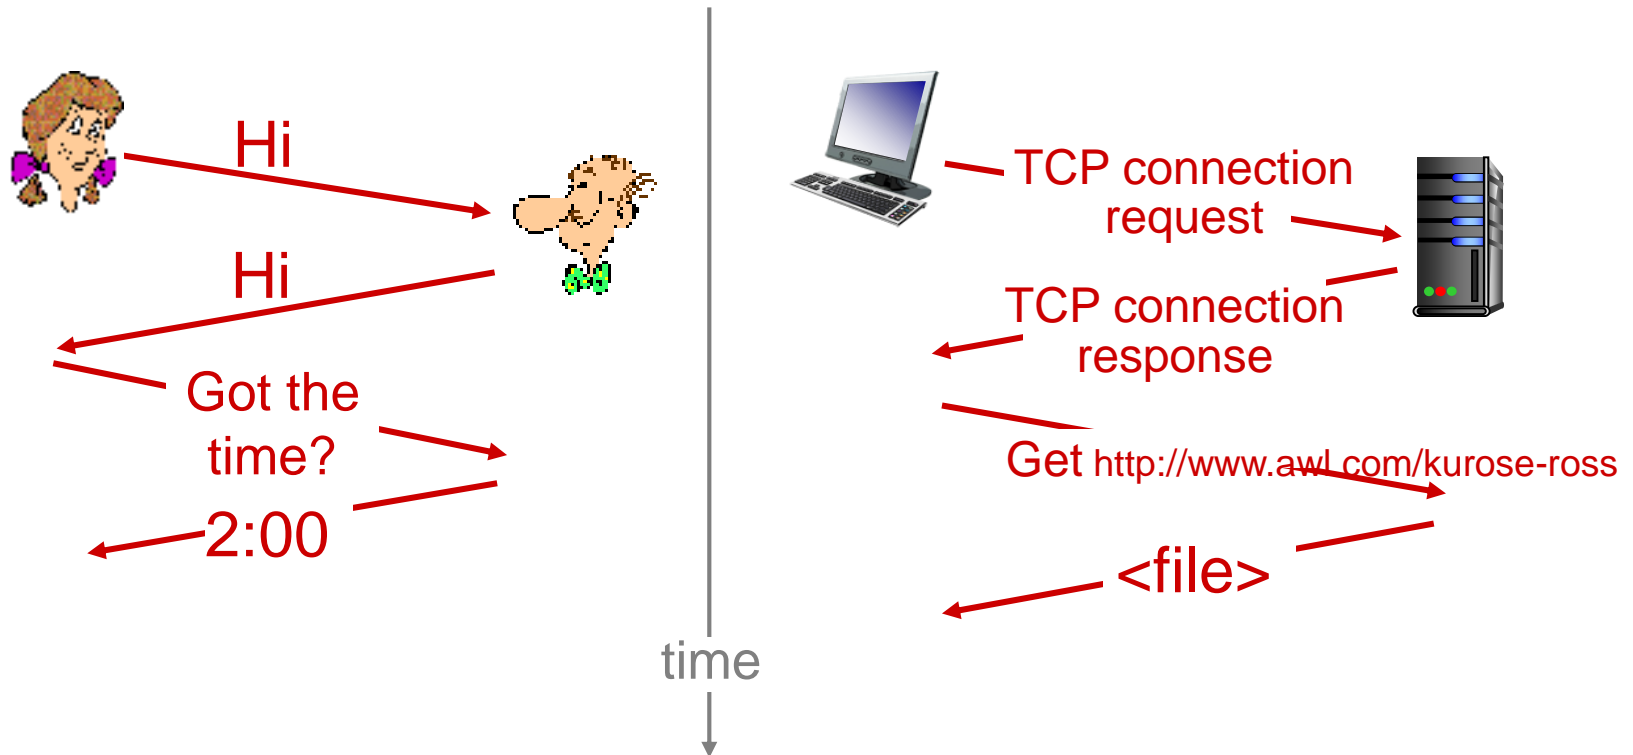 Hi
Hi
Got the
time?
2:00
time
TCP connection
request
TCP connection
response
Get http://www.awl.com/kurose-ross
<file>